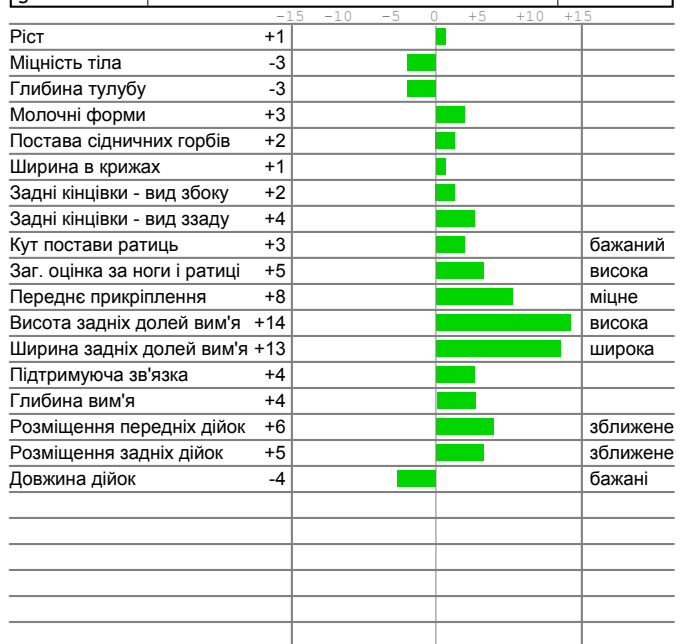 -15 -10 -5 0 +5 +10 +15
Ріст +1
Міцність тіла -3
Глибина тулубу -3
Молочні форми +3
Постава сідничних горбів +2
Ширина в крижах +1
Задні кінцівки - вид збоку +2
Задні кінцівки - вид ззаду +4
Кут постави ратиць +3 бажаний
Заг. оцінка за ноги і ратиці +5 висока
Переднє прикріплення +8 міцне
Висота задніх долей вим'я +14 висока
Ширина задніх долей вим'я +13 широка
Підтримуюча зв'язка +4
Глибина вим'я +4
Розміщення передніх дійок +6 зближене
Розміщення задніх дійок +5 зближене
Довжина дійок -4 бажані